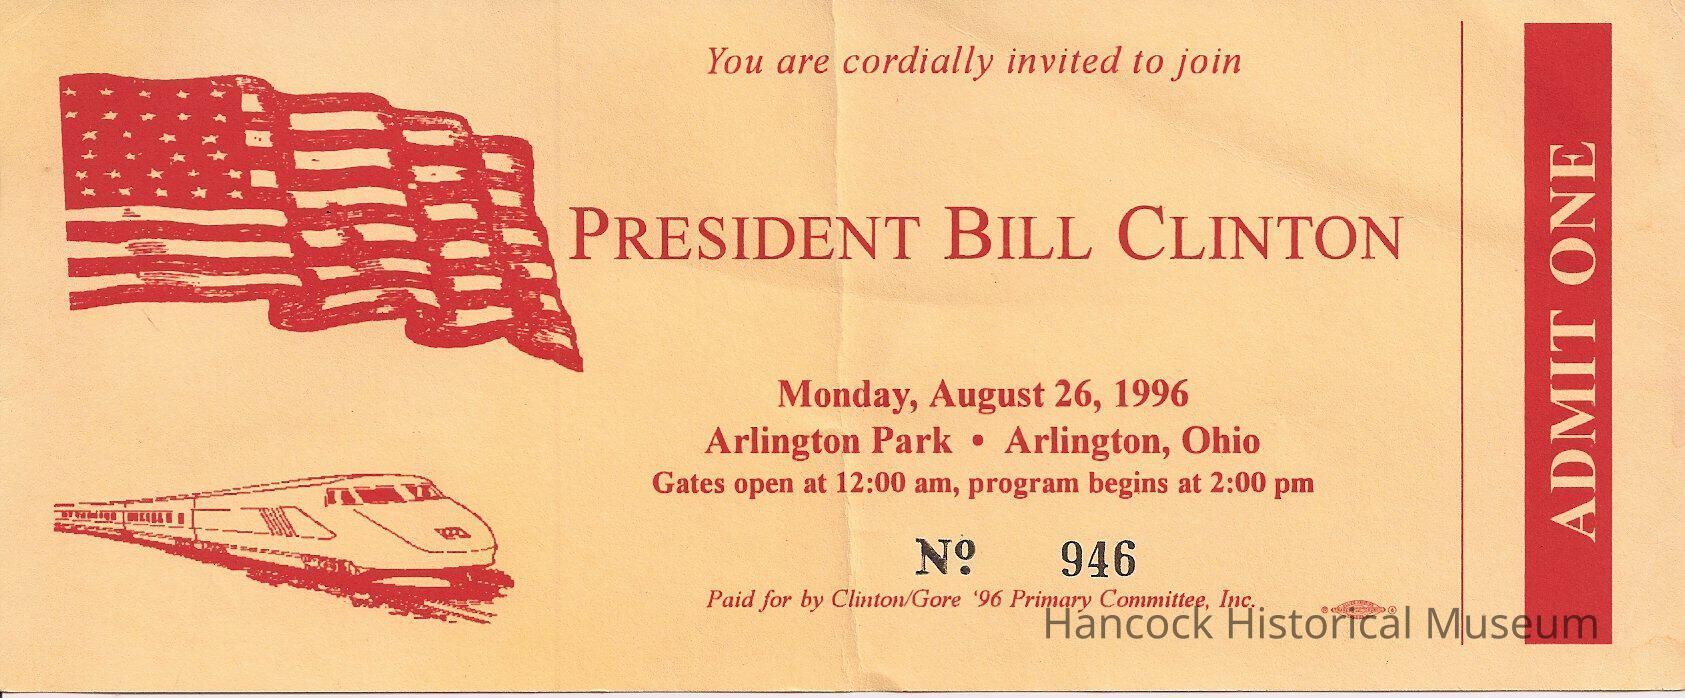 You are cordially invited to join
PRESIDENT BILL CLINTON
Monday, August 26, 1996
Arlington Park • Arlington, Ohio
Gates open at 12:00 am, program begins at 2:00 pm
Nº 946
Paid for by Clinton/Gore ‘96 Primary Committee, Inc.
Hancock Historical Museum
ADMIT ONE